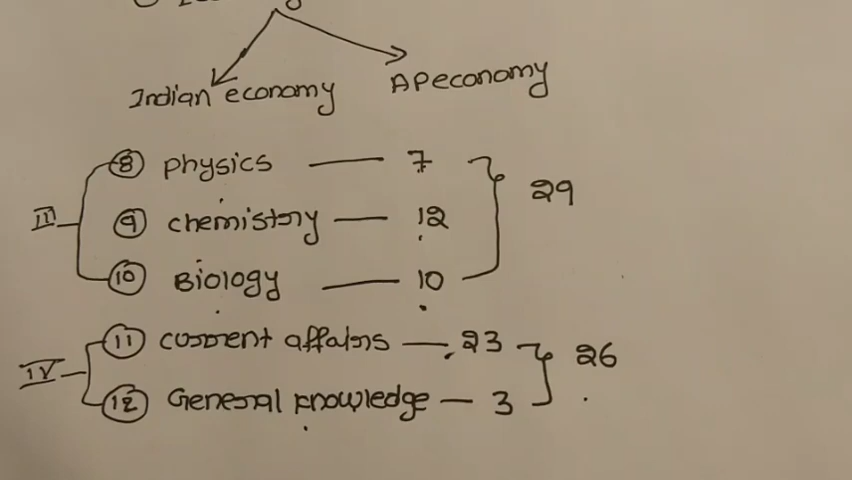 Indian economy APeconomy
III ⑧ physics — 7
⑨ chemistry — 12 29
⑩ Biology — 10
IV ⑪ current affairs — 23 26
⑫ General knowledge — 3